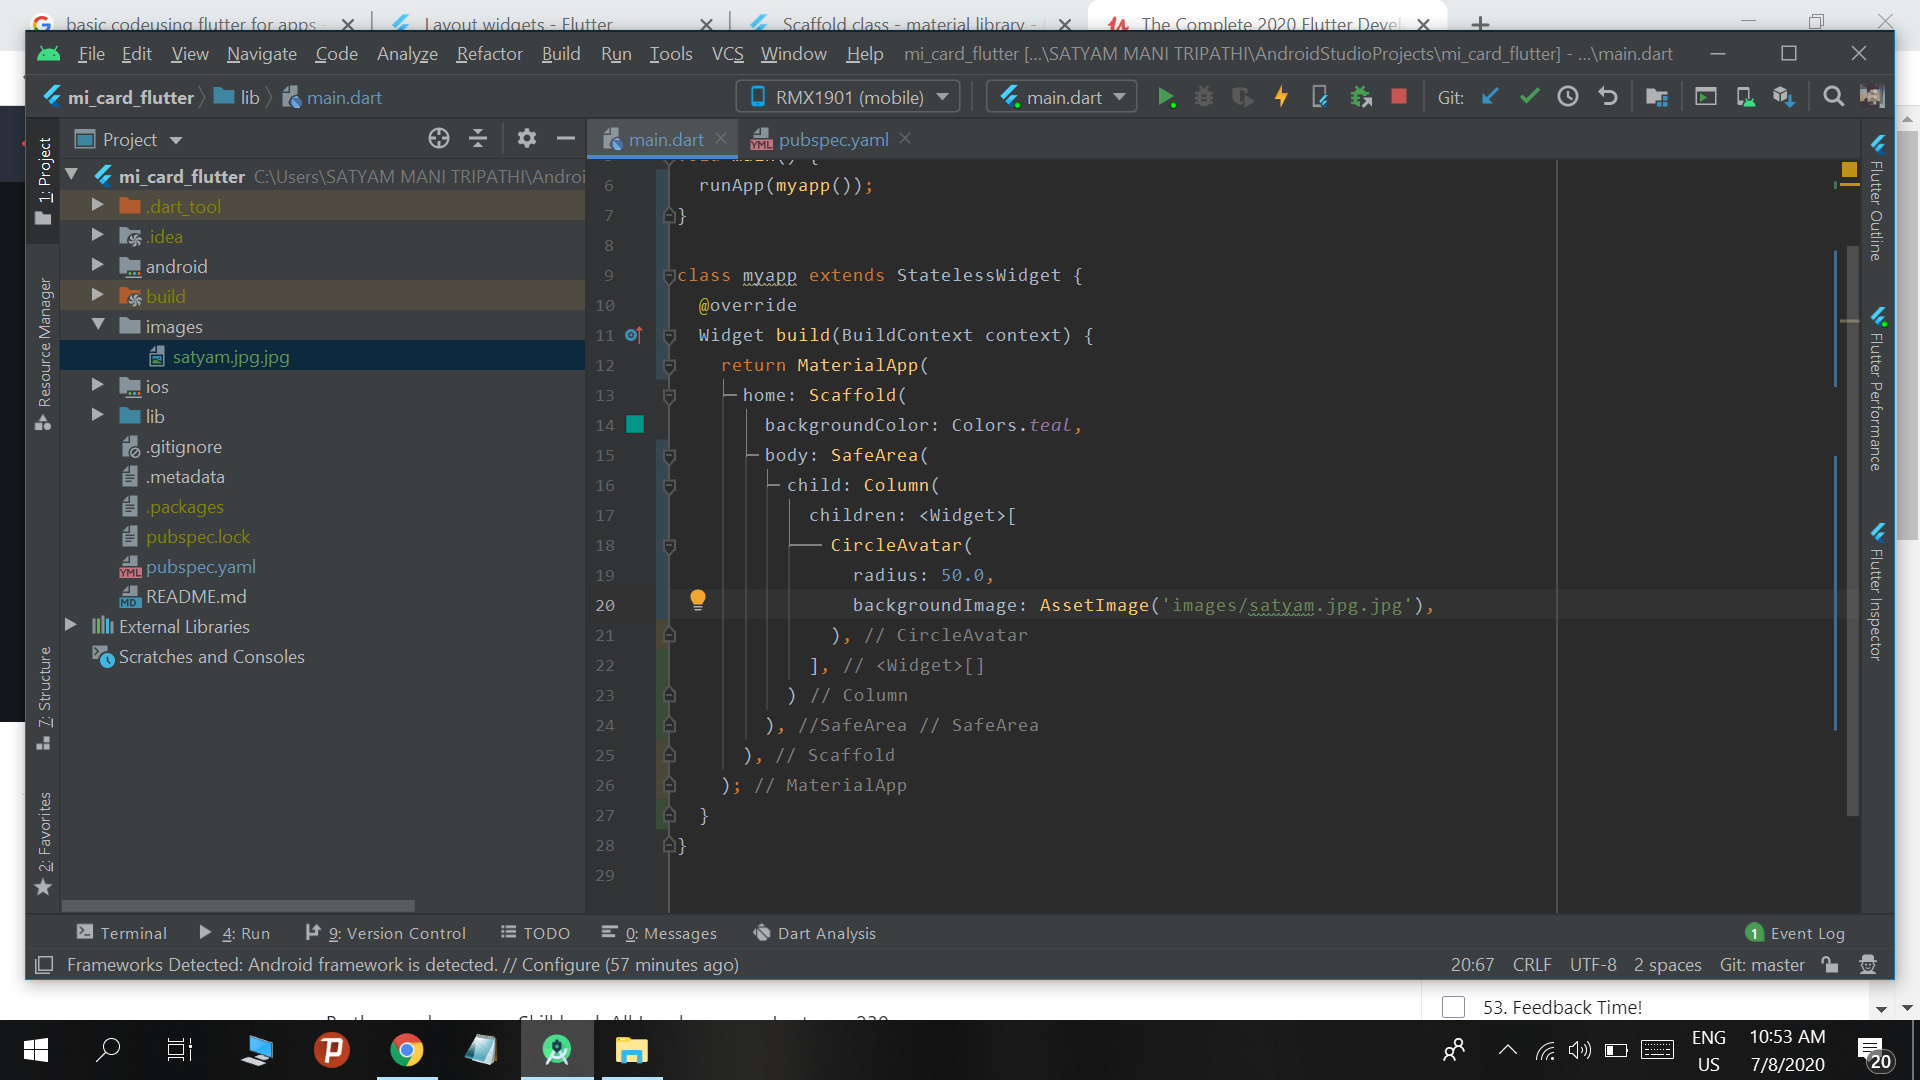 basic codeusing flutter for apps -
Layout widgets - Flutter
Scaffold class - material library -
The Complete 2020 Flutter Devel
File Edit View Navigate Code Analyze Refactor Build Run Tools VCS Window Help mi_card_flutter [...\SATYAM MANI TRIPATHI\AndroidStudioProjects\mi_card_flutter] - ...\main.dart
mi_card_flutter lib main.dart RMX1901 (mobile) main.dart Git:
Project
main.dart pubspec.yaml
mi_card_flutter C:\Users\SATYAM MANI TRIPATHI\Androi
.dart_tool
.idea
android
build
images
satyam.jpg.jpg
ios
lib
.gitignore
.metadata
.packages
pubspec.lock
pubspec.yaml
README.md
External Libraries
Scratches and Consoles
1: Project
Resource Manager
7: Structure
2: Favorites
6 runApp(myapp());
7 }
8
9 class myapp extends StatelessWidget {
10 @override
11 Widget build(BuildContext context) {
12 return MaterialApp(
13 home: Scaffold(
14 backgroundColor: Colors.teal,
15 body: SafeArea(
16 child: Column(
17 children: <Widget>[
18 CircleAvatar(
19 radius: 50.0,
20 backgroundImage: AssetImage('images/satyam.jpg.jpg'),
21 ), // CircleAvatar
22 ], // <Widget>[]
23 ) // Column
24 ), //SafeArea // SafeArea
25 ), // Scaffold
26 ); // MaterialApp
27 }
28 }
29
Flutter Outline
Flutter Performance
Flutter Inspector
Terminal 4: Run 9: Version Control TODO 0: Messages Dart Analysis 1 Event Log
Frameworks Detected: Android framework is detected. // Configure (57 minutes ago) 20:67 CRLF UTF-8 2 spaces Git: master
53. Feedback Time!
ENG
US
10:53 AM
7/8/2020
20